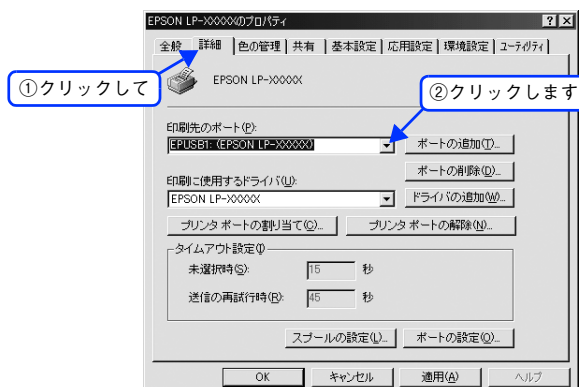 EPSON LP-XXXXXのプロパティ
全般 詳細 色の管理 共有 基本設定 応用設定 環境設定 ユーティリティ
①クリックして
EPSON LP-XXXXX
②クリックします
印刷先のポート(P):
EPUSB1: (EPSON LP-XXXXX)
ポートの追加(T)...
ポートの削除(D)...
印刷に使用するドライバ(U):
EPSON LP-XXXXX
ドライバの追加(W)...
プリンタ ポートの割り当て(C)... プリンタ ポートの解除(N)...
タイムアウト設定(I)
未選択時(S): 15 秒
送信の再試行時(R): 45 秒
スプールの設定(L)... ポートの設定(O)...
OK キャンセル 適用(A) ヘルプ